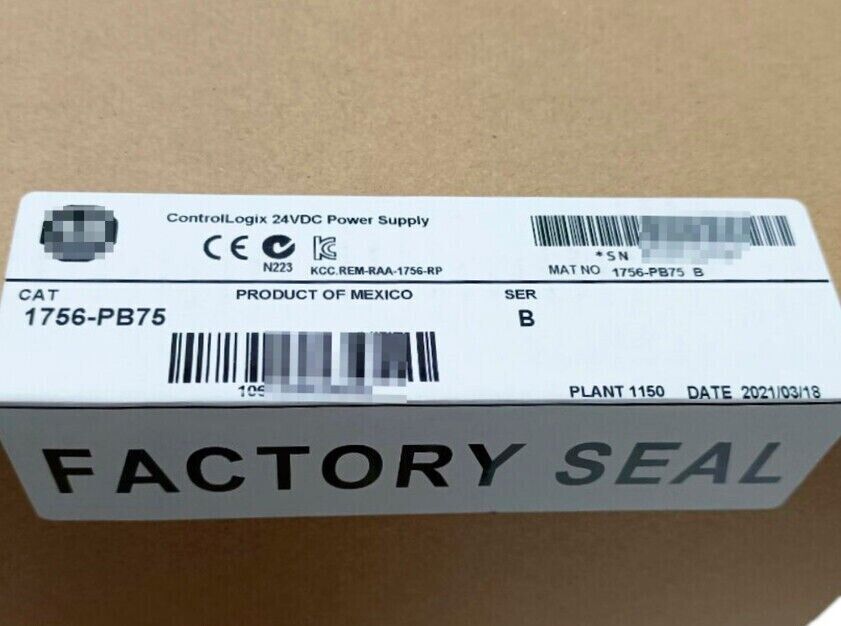 ControlLogix 24VDC Power Supply
CE
N223
KCC.REM-RAA-1756-RP
*SN
MAT NO 1756-PB75 B
CAT
1756-PB75
PRODUCT OF MEXICO
SER
B
PLANT 1150 DATE 2021/03/18
FACTORY SEAL